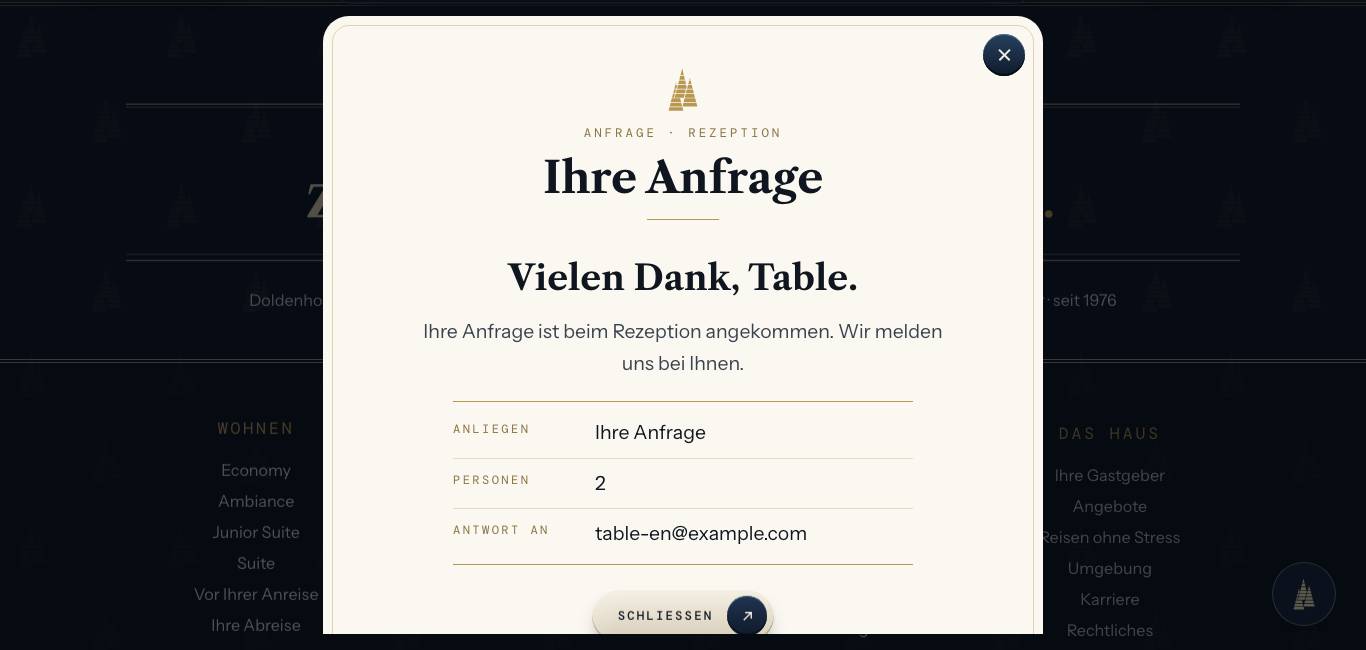 ANFRAGE · REZEPTION
Ihre Anfrage
Vielen Dank, Table.
Ihre Anfrage ist beim Rezeption angekommen. Wir melden
uns bei Ihnen.
ANLIEGEN Ihre Anfrage
PERSONEN 2
ANTWORT AN table-en@example.com
SCHLIESSEN
Z
.
Doldenho
· seit 1976
WOHNEN
Economy
Ambiance
Junior Suite
Suite
Vor Ihrer Anreise
Ihre Abreise
DAS HAUS
Ihre Gastgeber
Angebote
Reisen ohne Stress
Umgebung
Karriere
Rechtliches